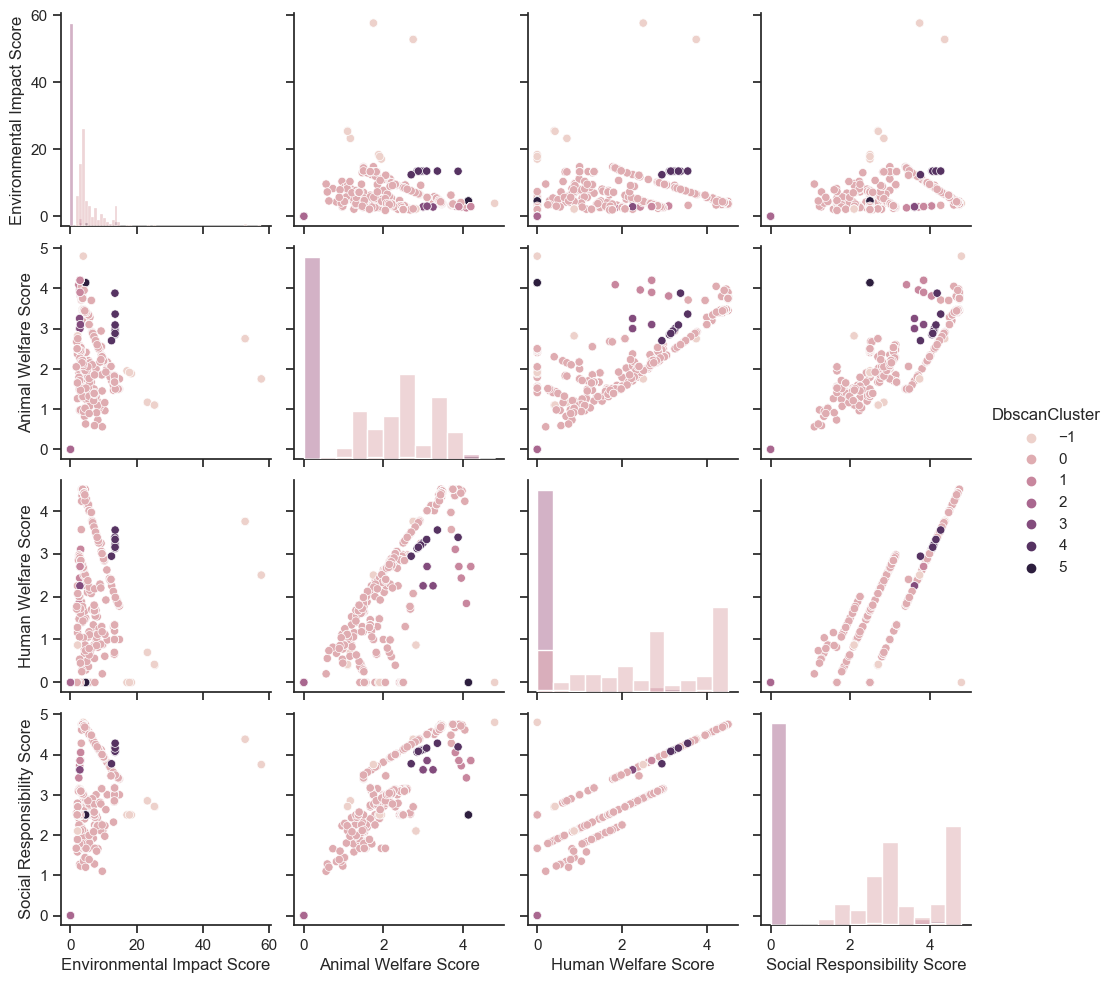 Environmental Impact Score
60
40
20
0
Animal Welfare Score
5
4
3
2
1
0
Human Welfare Score
4
3
2
1
0
Social Responsibility Score
5
4
3
2
1
0
0 20 40 60
Environmental Impact Score
0 2 4
Animal Welfare Score
0 2 4
Human Welfare Score
0 2 4
Social Responsibility Score
DbscanCluster
−1
0
1
2
3
4
5